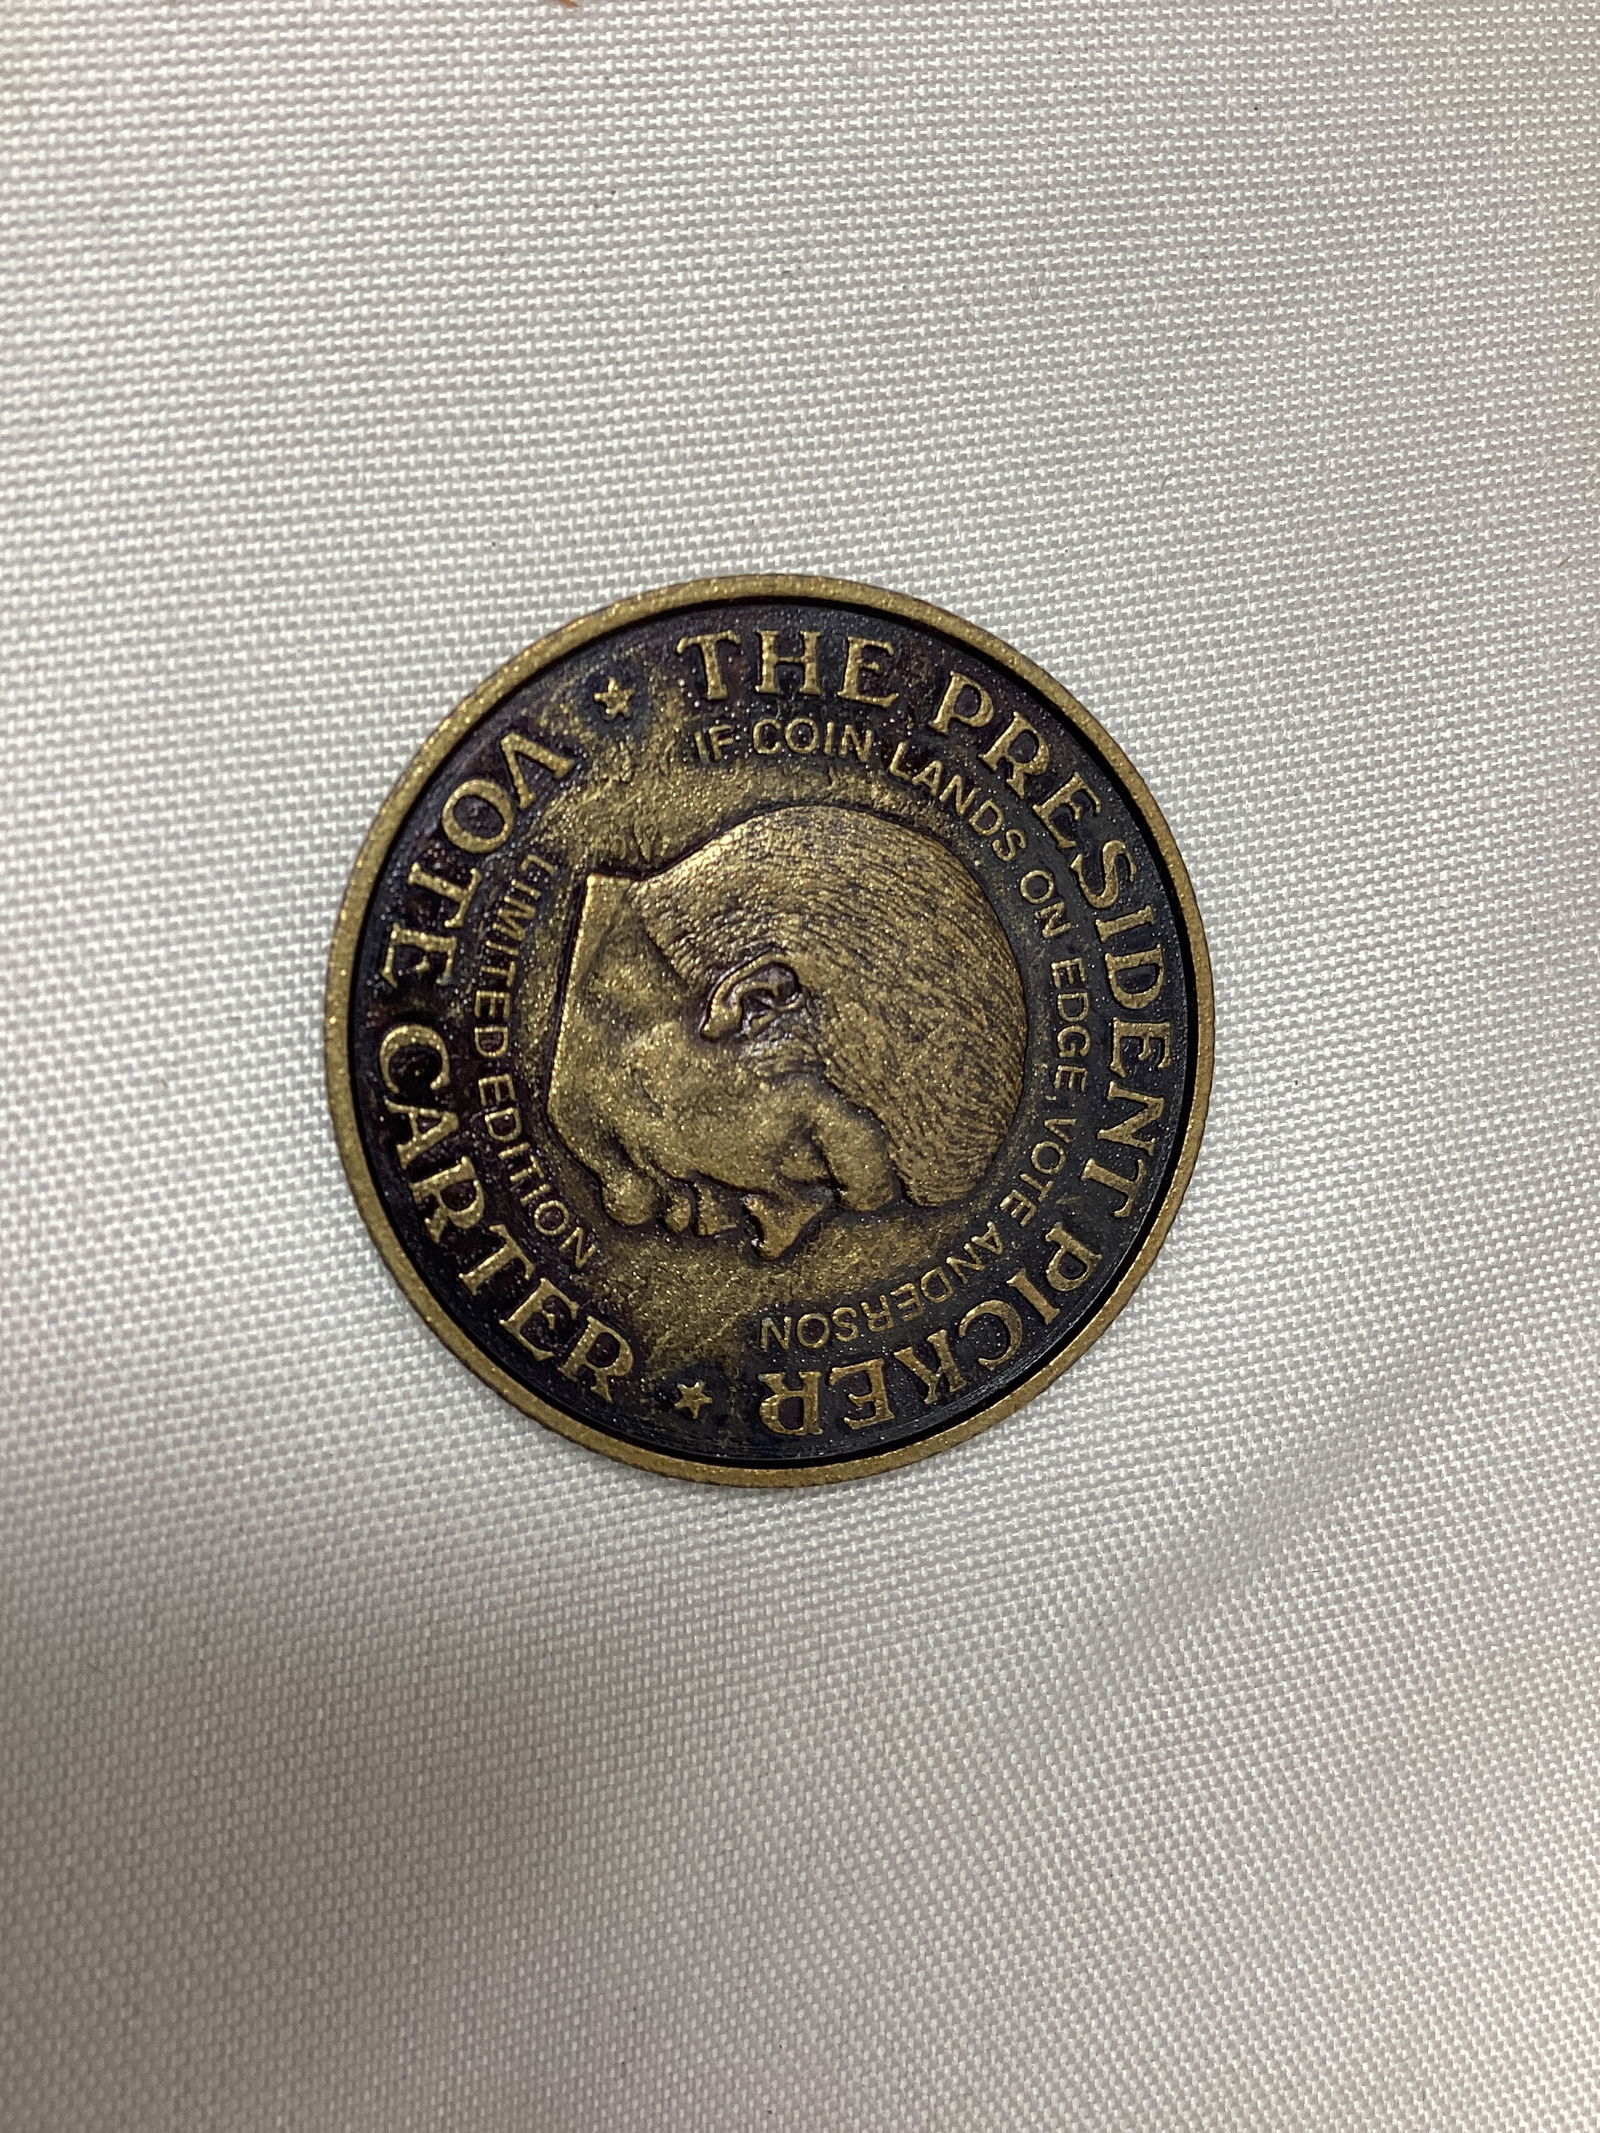 THE PRESIDENT PICKER
IF COIN LANDS ON EDGE, VOTE ANDERSON
LIMITED EDITION
VOTE CARTER